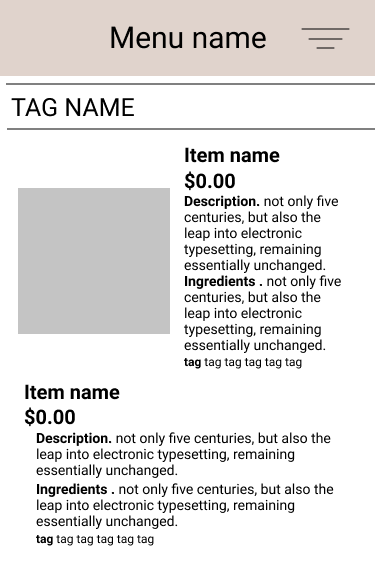 Menu name
TAG NAME
Item name
$0.00
Description. not only five
centuries, but also the
leap into electronic
typesetting, remaining
essentially unchanged.
Ingredients . not only five
centuries, but also the
leap into electronic
typesetting, remaining
essentially unchanged.
tag tag tag tag tag tag
Item name
$0.00
Description. not only five centuries, but also the
leap into electronic typesetting, remaining
essentially unchanged.
Ingredients . not only five centuries, but also the
leap into electronic typesetting, remaining
essentially unchanged.
tag tag tag tag tag tag